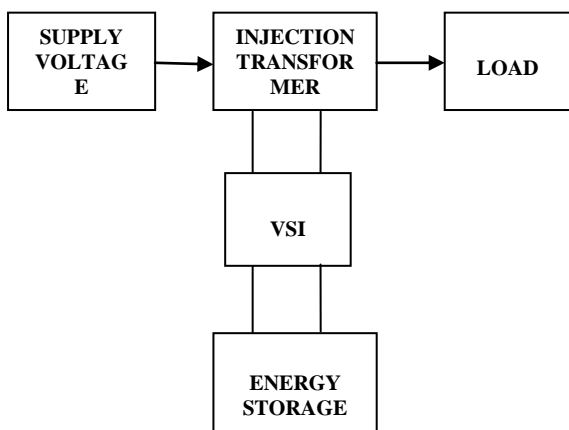 SUPPLY
VOLTAG
E
INJECTION
TRANSFOR
MER
LOAD
VSI
ENERGY
STORAGE